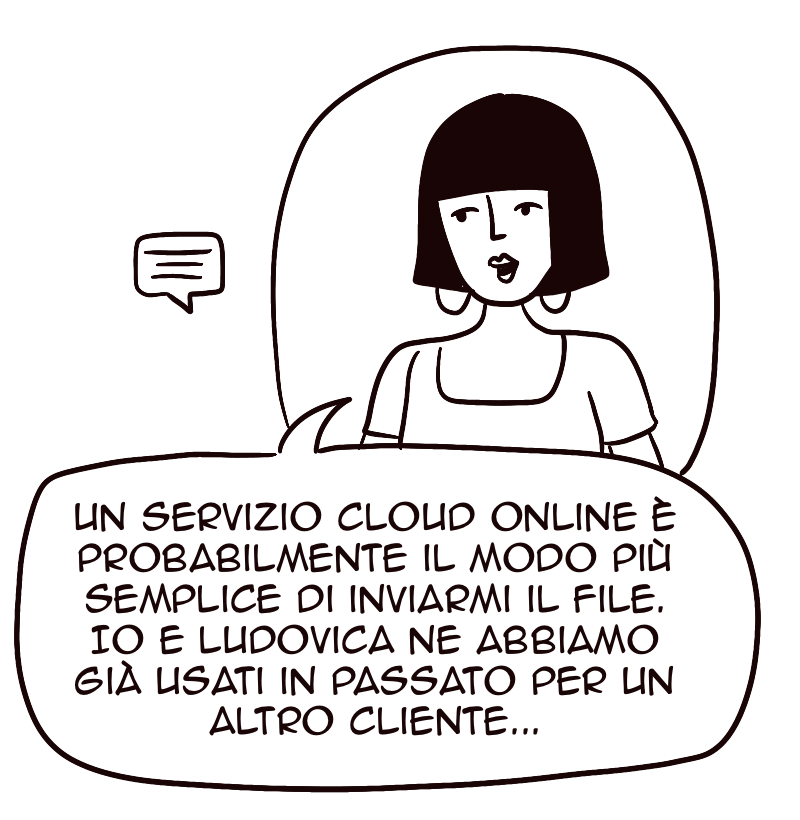 UN SERVIZIO CLOUD ONLINE È
PROBABILMENTE IL MODO PIÙ
SEMPLICE DI INVIARMI IL FILE.
IO E LUDOVICA NE ABBIAMO
GIÀ USATI IN PASSATO PER UN
ALTRO CLIENTE...